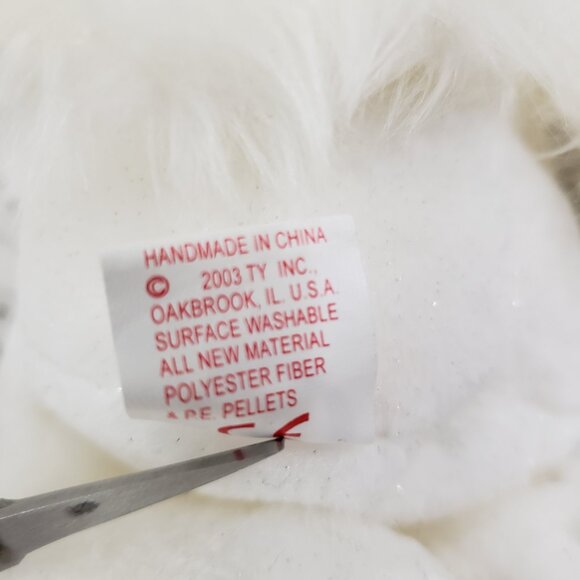 HANDMADE IN CHINA
© 2003 TY INC.,
OAKBROOK, IL U.S.A.
SURFACE WASHABLE
ALL NEW MATERIAL
POLYESTER FIBER
& P.E. PELLETS